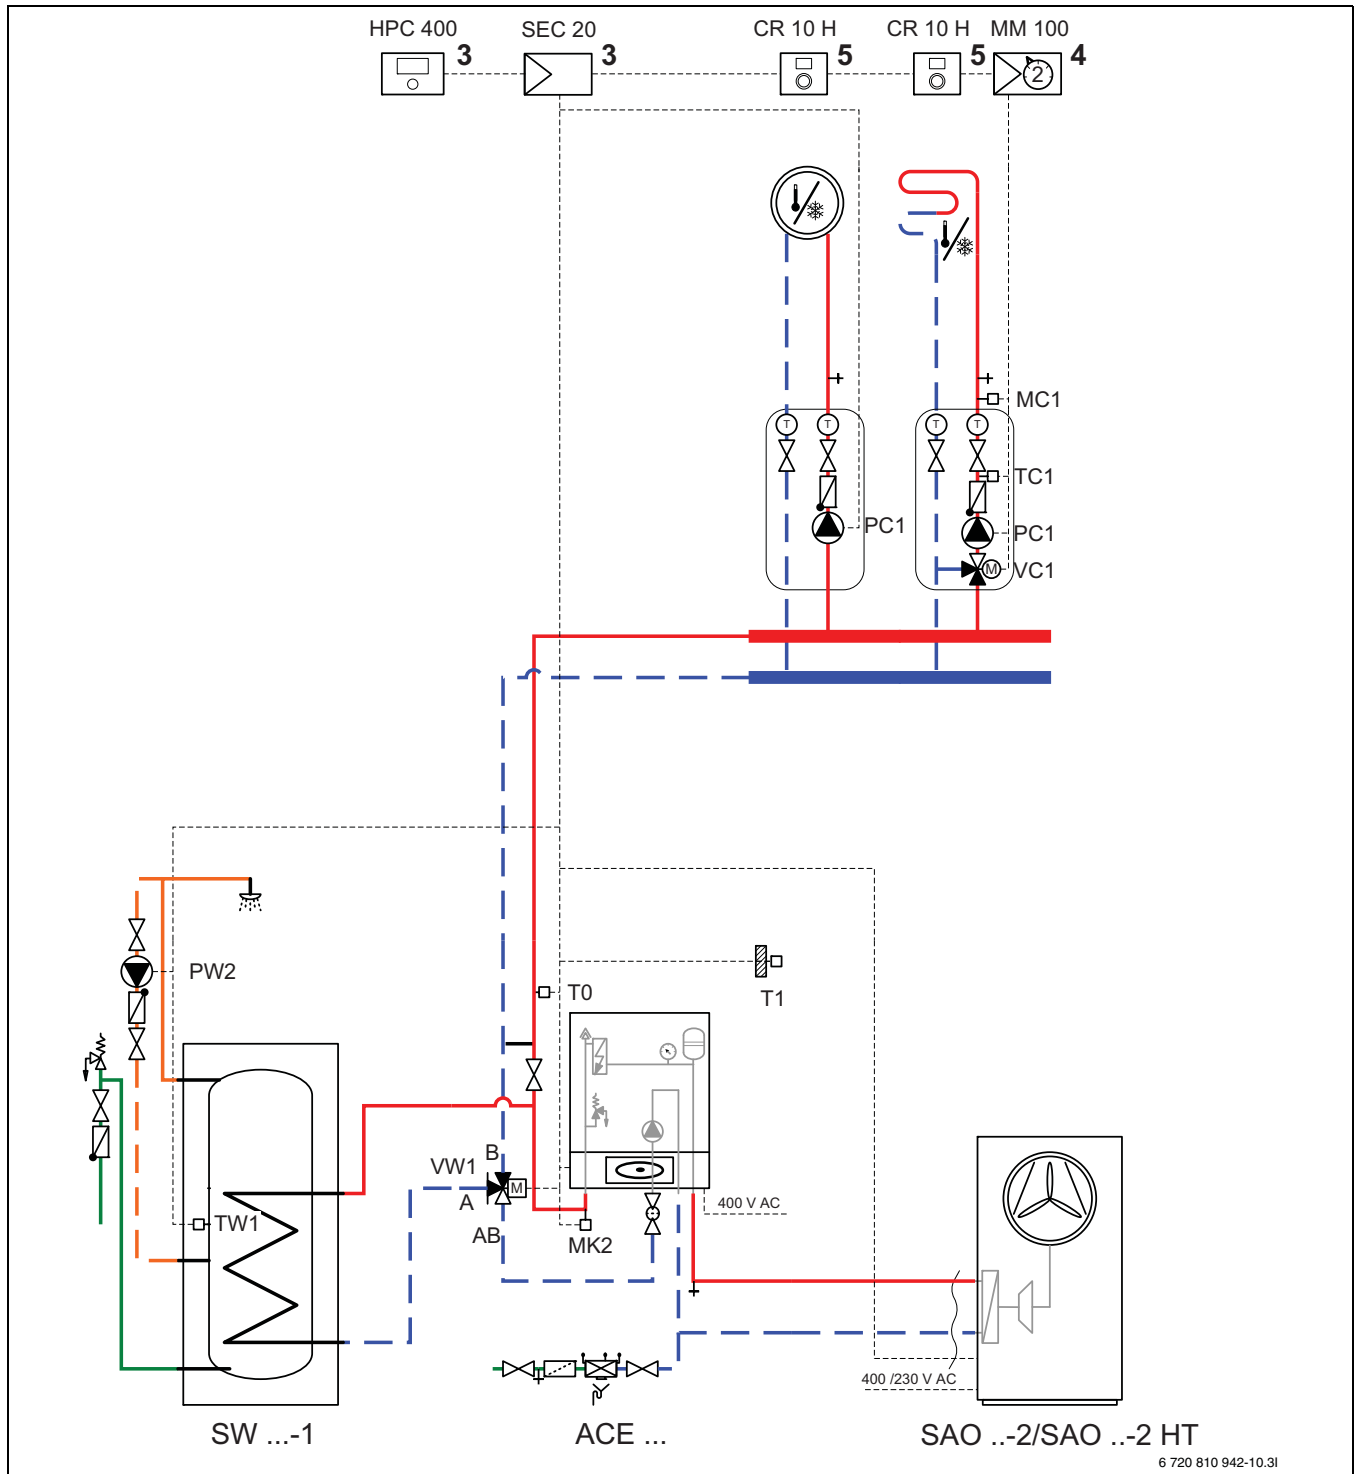 HPC 400
3
SEC 20
3
CR 10 H
5
CR 10 H
5
MM 100
4
2
MC1
T
T
T
T
TC1
PC1
PC1
M
VC1
PW2
T0
T1
B
VW1
M
A
400 V AC
TW1
AB
MK2
400 /230 V AC
SW ...-1
ACE ...
SAO ..-2/SAO ..-2 HT
6 720 810 942-10.3I